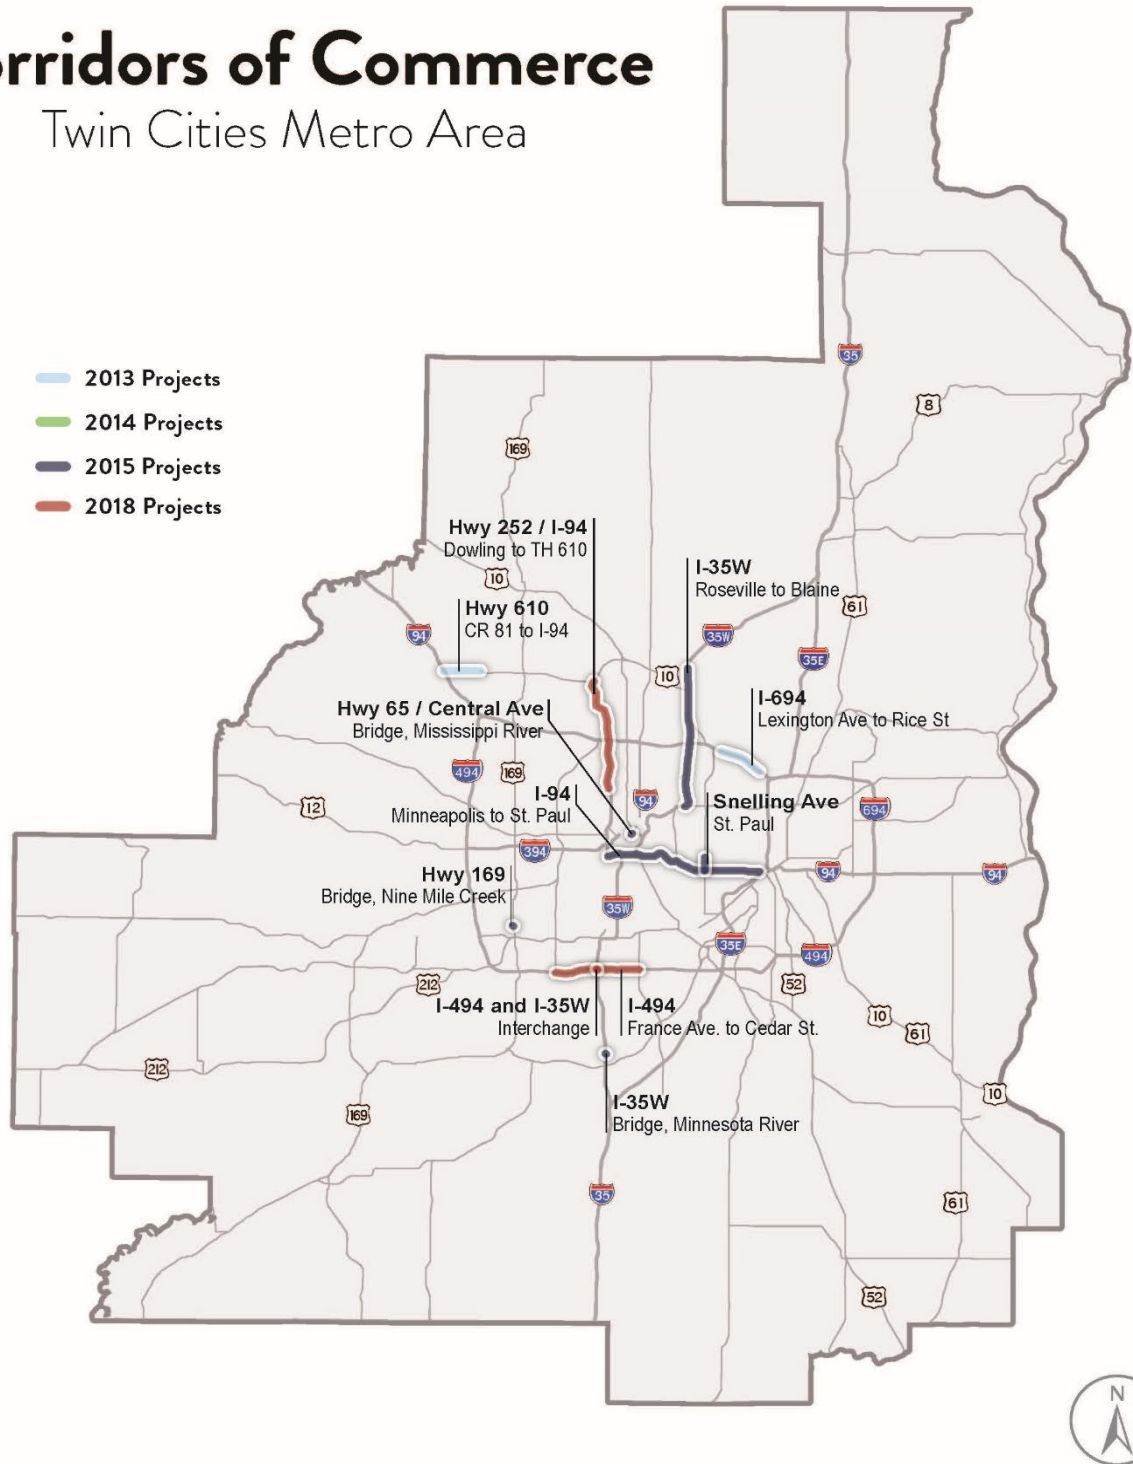 orridors of Commerce
Twin Cities Metro Area
2013 Projects
2014 Projects
2015 Projects
2018 Projects
35
8
169
Hwy 252 / I-94
Dowling to TH 610
I-35W
Roseville to Blaine
10
61
Hwy 610
CR 81 to I-94
94
35W
35E
10
I-694
Lexington Ave to Rice St
Hwy 65 / Central Ave
Bridge, Mississippi River
494
169
12
I-94
Minneapolis to St. Paul
94
Snelling Ave
St. Paul
694
394
94
94
Hwy 169
Bridge, Nine Mile Creek
35W
35E
494
212
52
I-494 and I-35W
Interchange
I-494
France Ave. to Cedar St.
10
61
212
10
169
I-35W
Bridge, Minnesota River
35
61
52
N